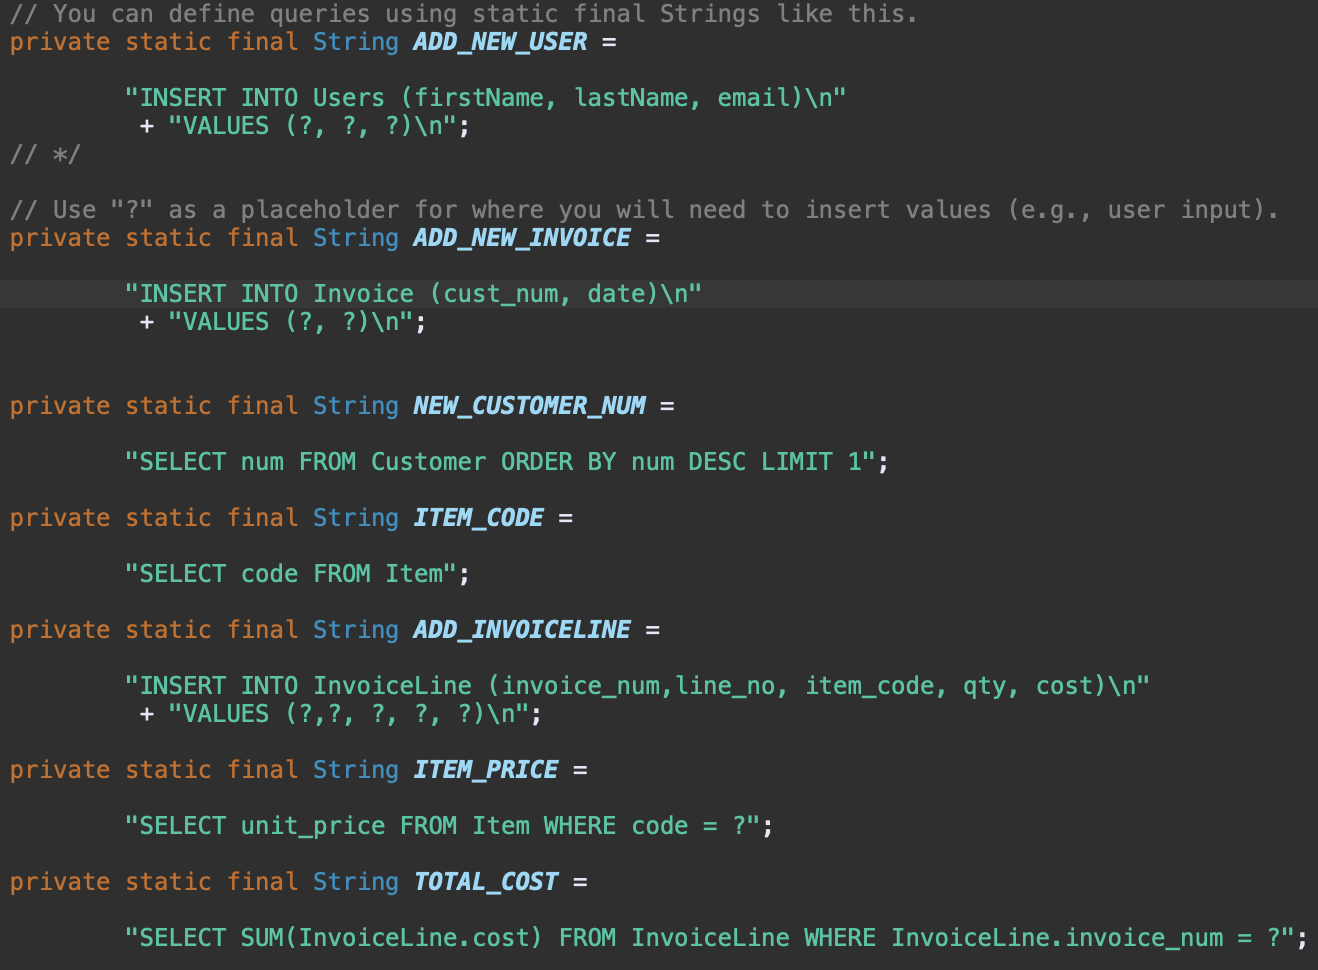 // You can define queries using static final Strings like this.
private static final String ADD_NEW_USER =
"INSERT INTO Users (firstName, lastName, email)\n"
+ "VALUES (?, ?, ?)\n";
// */
// Use "?" as a placeholder for where you will need to insert values (e.g., user input).
private static final String ADD_NEW_INVOICE =
"INSERT INTO Invoice (cust_num, date)\n"
+ "VALUES (?, ?)\n";
private static final String NEW_CUSTOMER_NUM =
"SELECT num FROM Customer ORDER BY num DESC LIMIT 1";
private static final String ITEM_CODE =
"SELECT code FROM Item";
private static final String ADD_INVOICELINE =
"INSERT INTO InvoiceLine (invoice_num,line_no, item_code, qty, cost)\n"
+ "VALUES (?,?, ?, ?, ?)\n";
private static final String ITEM_PRICE =
"SELECT unit_price FROM Item WHERE code = ?";
private static final String TOTAL_COST =
"SELECT SUM(InvoiceLine.cost) FROM InvoiceLine WHERE InvoiceLine.invoice_num = ?";